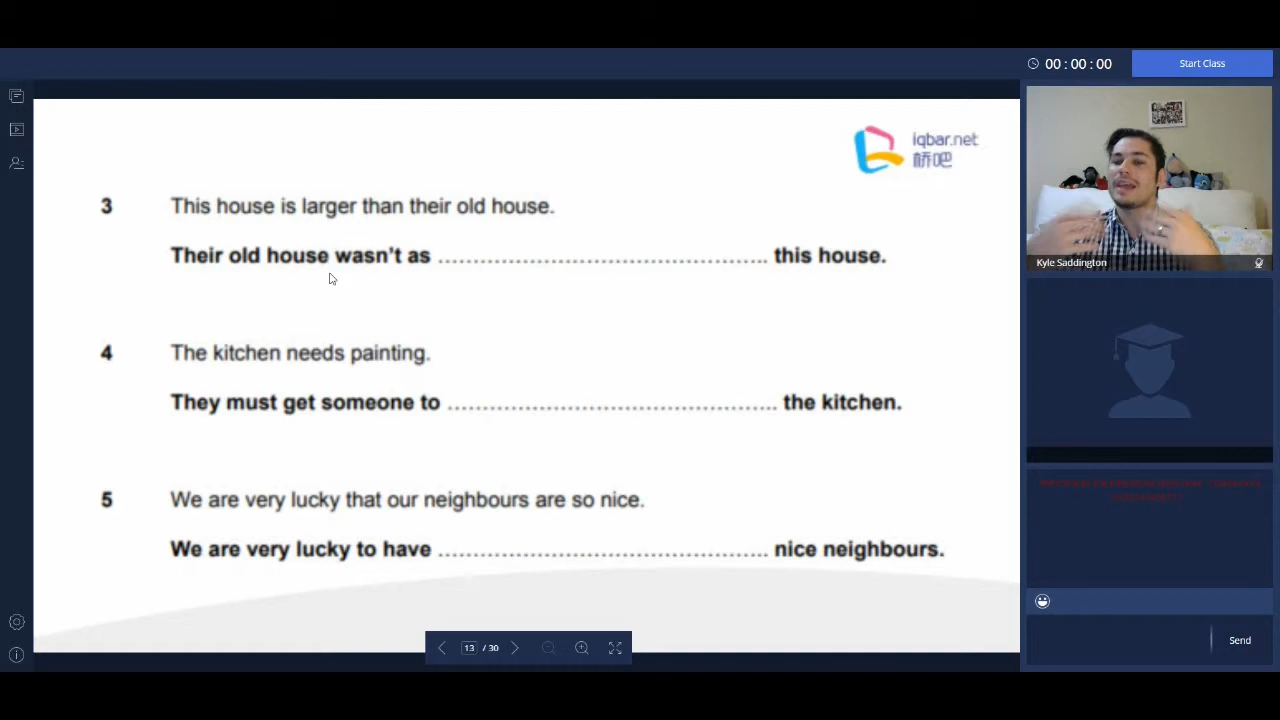 00 : 00 : 00
Start Class
iqbar.net
桥吧
3 This house is larger than their old house.
Their old house wasn't as ........................................ this house.
4 The kitchen needs painting.
They must get someone to ........................................ the kitchen.
5 We are very lucky that our neighbours are so nice.
We are very lucky to have ........................................ nice neighbours.
Kyle Saddington
13 / 30
Send